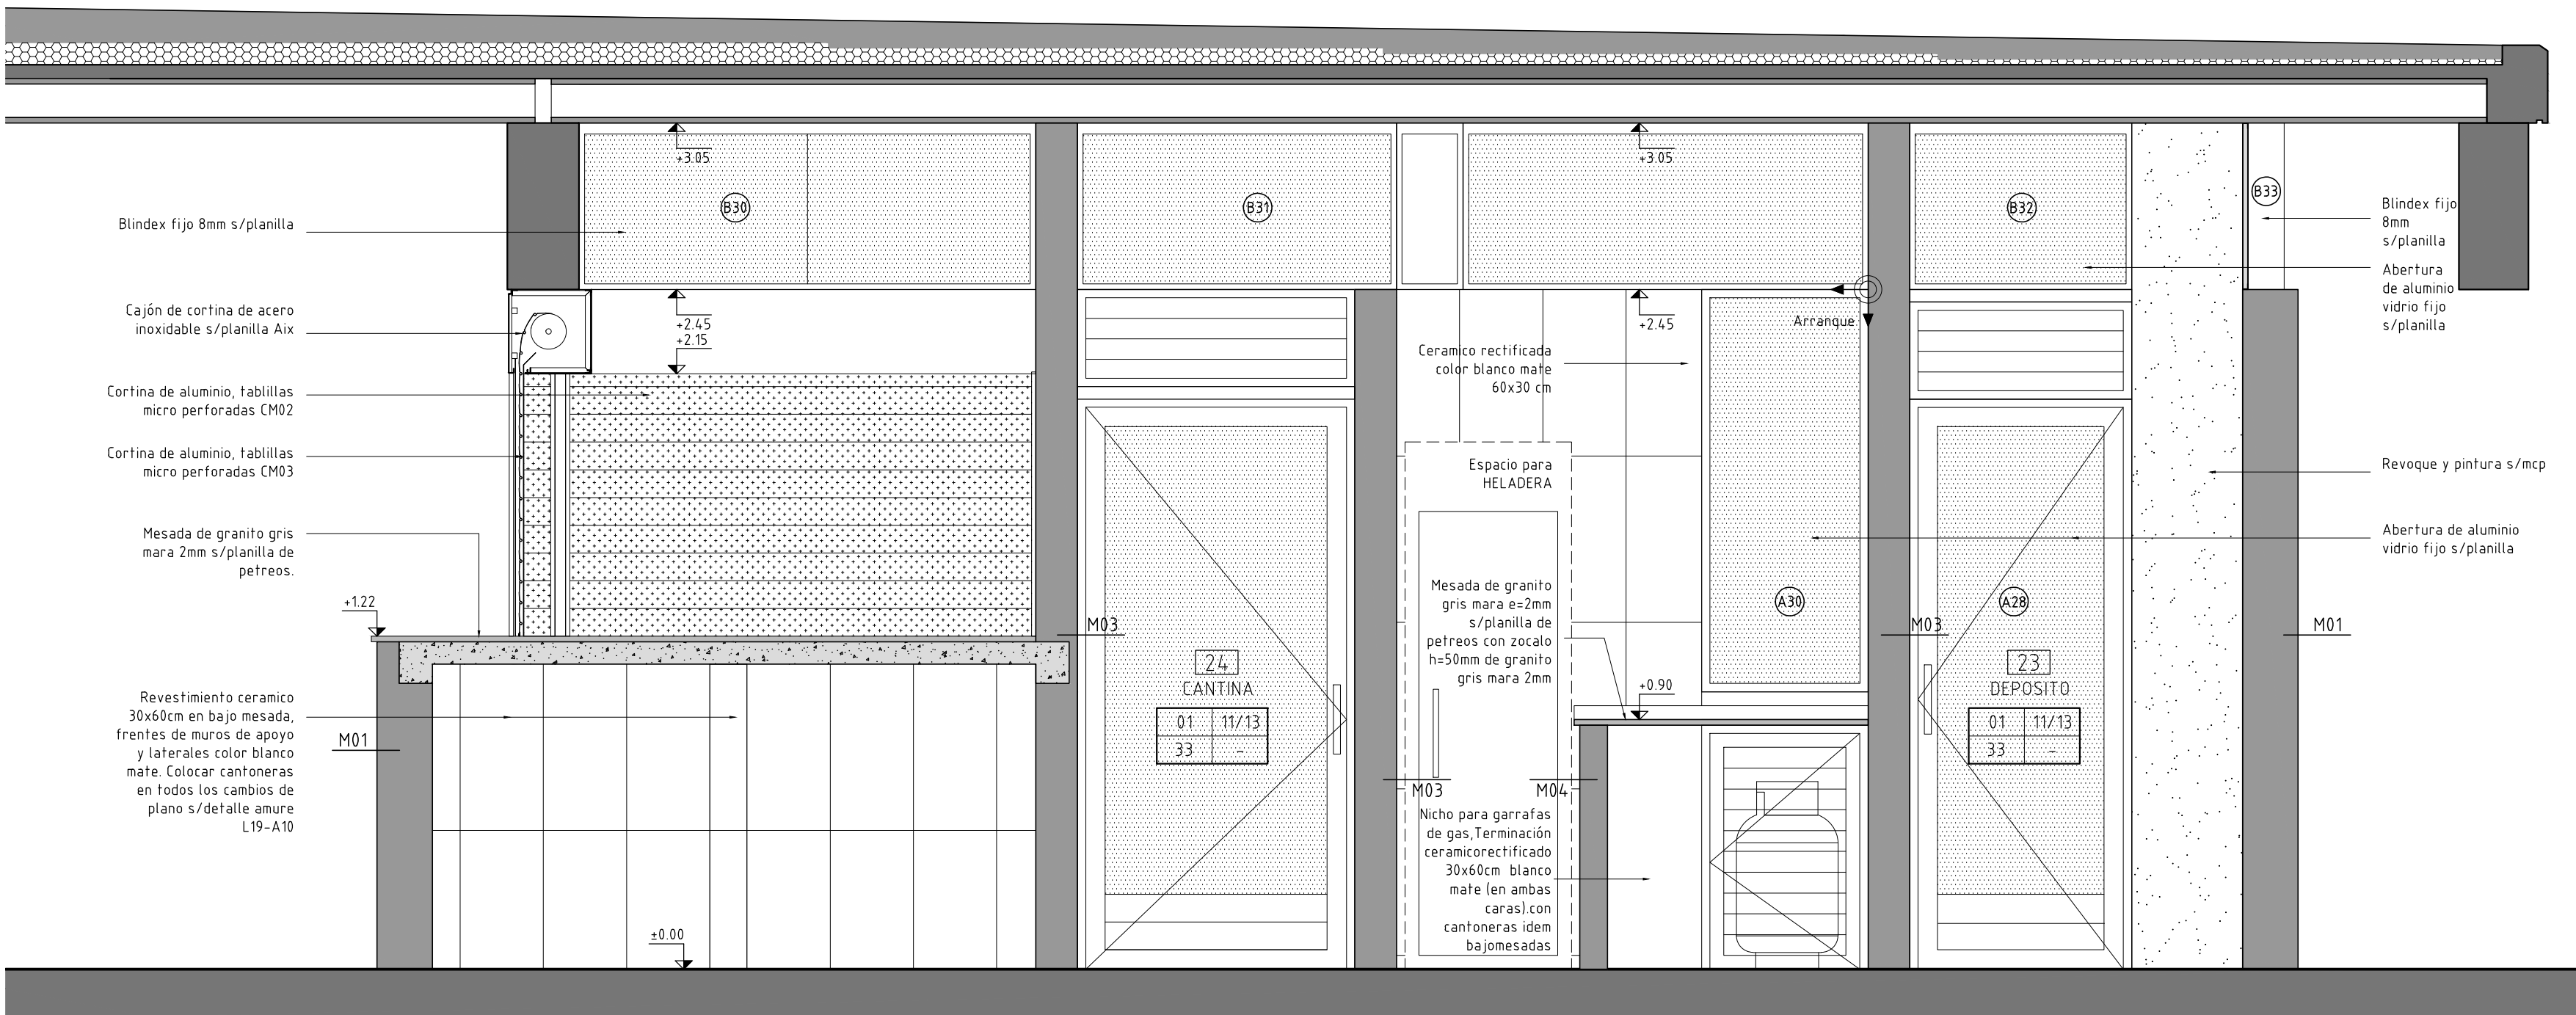 Blindex fijo 8mm s/planilla
Cajón de cortina de acero
inoxidable s/planilla Aix
Cortina de aluminio, tablillas
micro perforadas CM02
Cortina de aluminio, tablillas
micro perforadas CM03
Mesada de granito gris
mara 2mm s/planilla de
petreos.
+1.22
Revestimiento ceramico
30x60cm en bajo mesada,
frentes de muros de apoyo
y laterales color blanco
mate. Colocar cantoneras
en todos los cambios de
plano s/detalle amure
L19-A10
M01
+3.05
B30
+2.45
+2.15
±0.00
M03
B31
24
CANTINA
01 11/13
33 -
+3.05
+2.45
Arranque
Ceramico rectificada
color blanco mate
60x30 cm
Espacio para
HELADERA
Mesada de granito
gris mara e=2mm
s/planilla de
petreos con zocalo
h=50mm de granito
gris mara 2mm
+0.90
A30
M03
M04
Nicho para garrafas
de gas,Terminación
ceramicorectificado
30x60cm blanco
mate (en ambas
caras).con
cantoneras idem
bajomesadas
M03
B32
A28
23
DEPOSITO
01 11/13
33 -
B33
Blindex fijo
8mm
s/planilla
Abertura
de aluminio
vidrio fijo
s/planilla
Revoque y pintura s/mcp
Abertura de aluminio
vidrio fijo s/planilla
M01